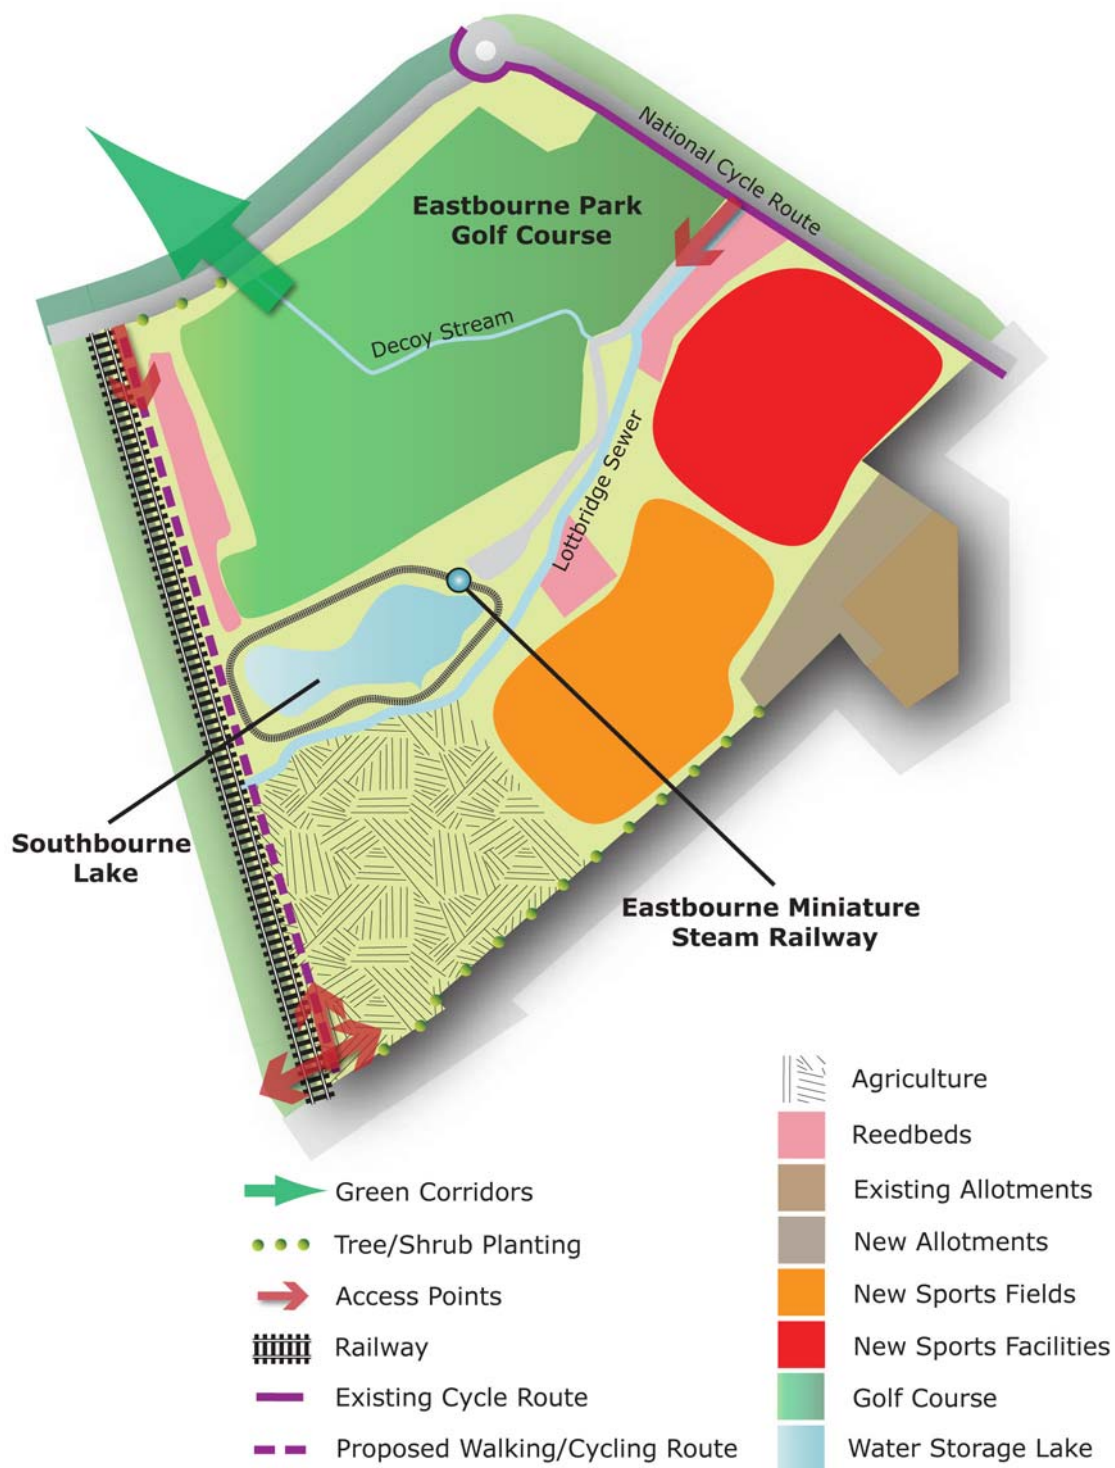 National Cycle Route
Eastbourne Park
Golf Course
Decoy Stream
Lottbridge Sewer
Southbourne
Lake
Eastbourne Miniature
Steam Railway
Green Corridors
Tree/Shrub Planting
Access Points
Railway
Existing Cycle Route
Proposed Walking/Cycling Route
Agriculture
Reedbeds
Existing Allotments
New Allotments
New Sports Fields
New Sports Facilities
Golf Course
Water Storage Lake